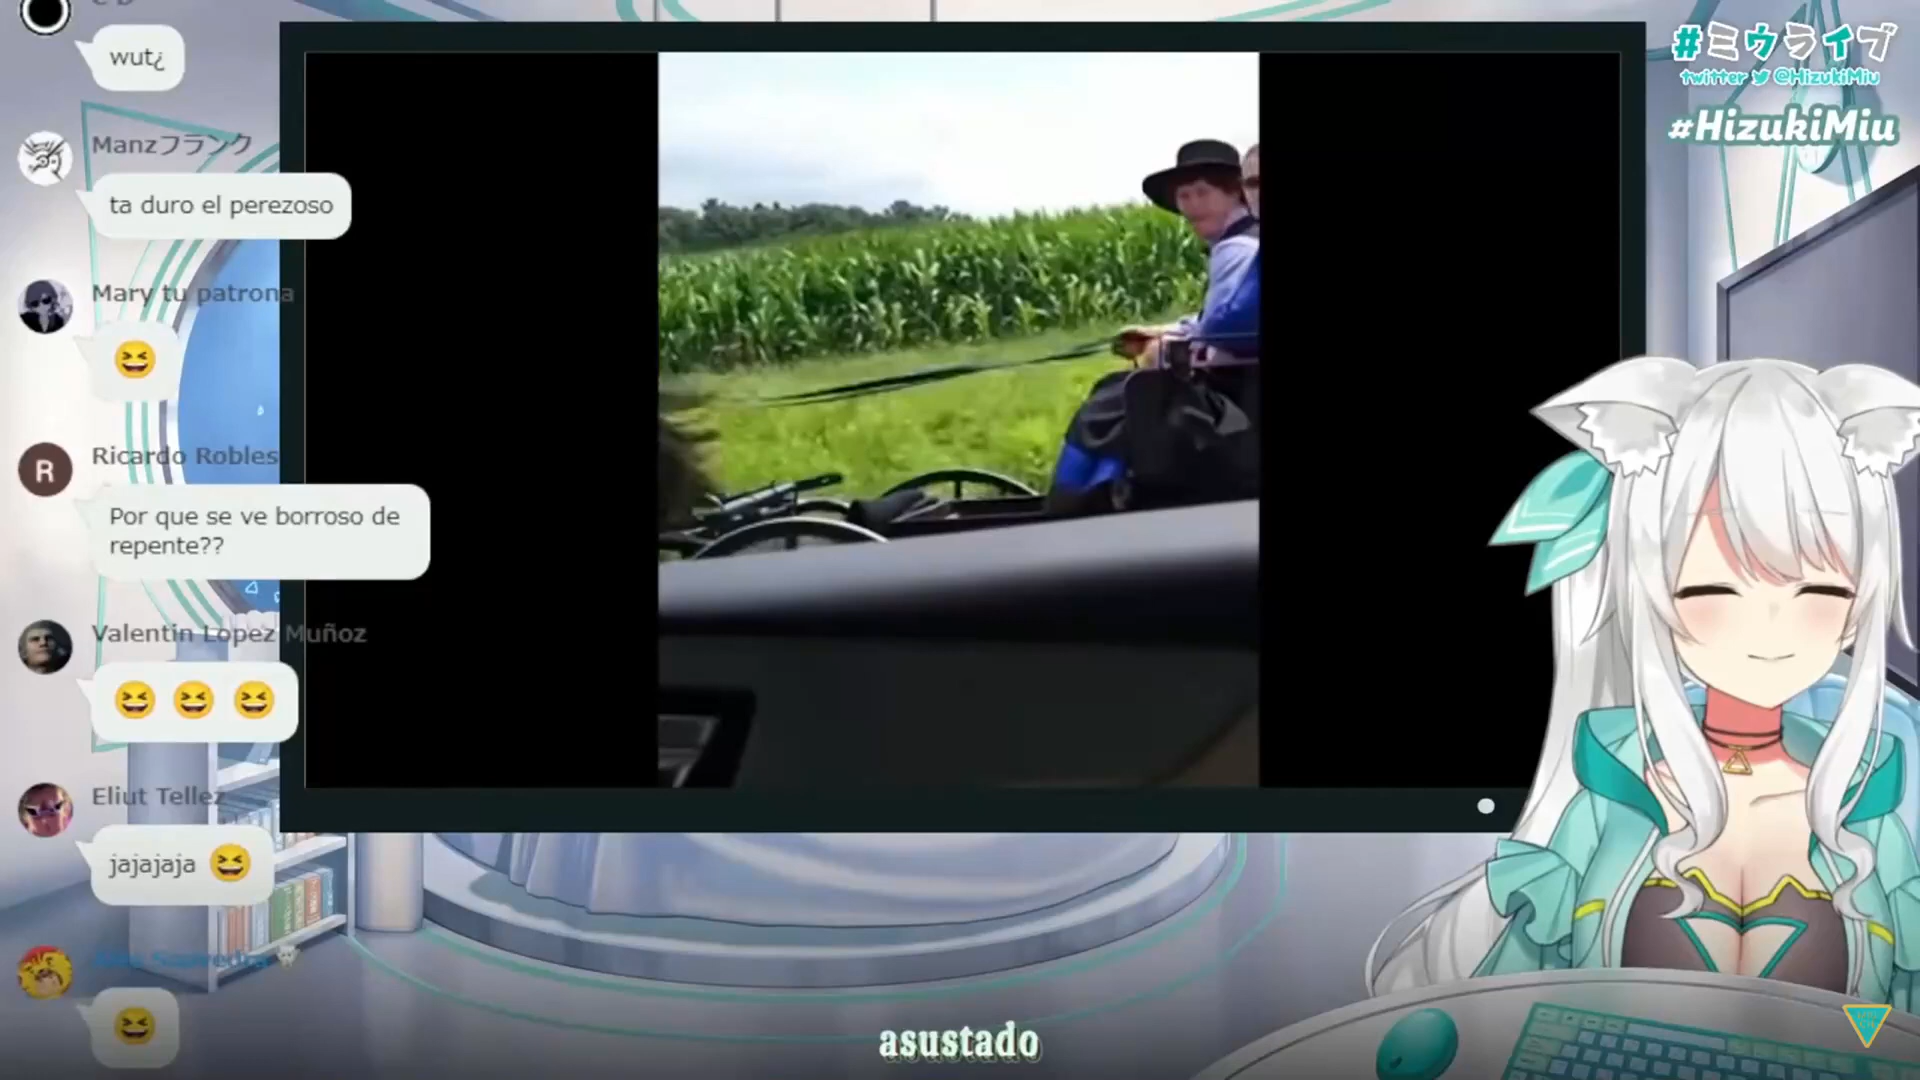 wut¿
Manzフランク
ta duro el perezoso
Mary tu patrona
Ricardo Robles
R
Por que se ve borroso de
repente??
Valentin Lopez Muñoz
Eliut Tellez
jajajaja
Saavedra
asustado
#ミウライブ
twitter @HizukiMiu
#HizukiMiu